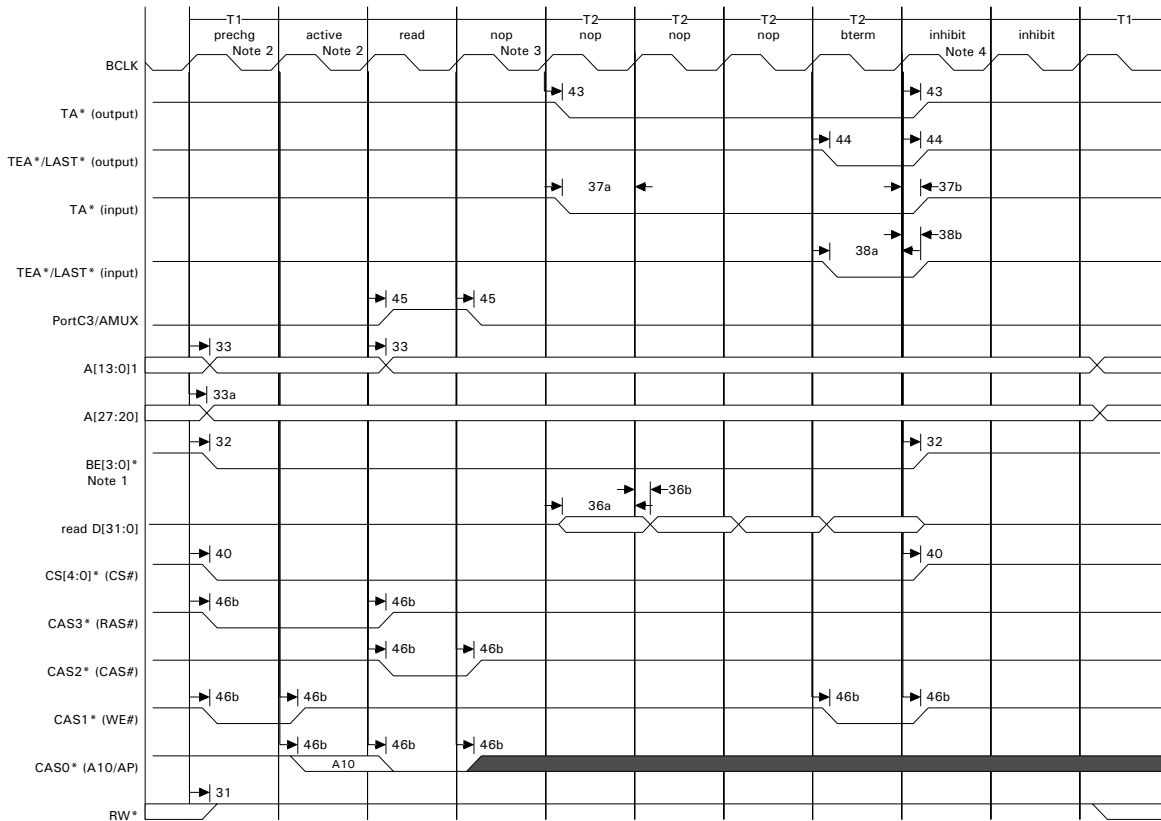 T1 T2 T2 T2 T2 T1
prechg active read nop nop nop nop bterm inhibit inhibit
Note 2 Note 2 Note 3 Note 4
BCLK
43 43
TA* (output)
44 44
TEA*/LAST* (output)
37a 37b
TA* (input)
38b
38a
TEA*/LAST* (input)
45 45
PortC3/AMUX
33 33
A[13:0]1
33a
A[27:20]
32 32
BE[3:0]*
Note 1
36b
36a
read D[31:0]
40 40
CS[4:0]* (CS#)
46b 46b
CAS3* (RAS#)
46b 46b
CAS2* (CAS#)
46b 46b 46b 46b
CAS1* (WE#)
46b 46b 46b
CAS0* (A10/AP) A10
31
RW*